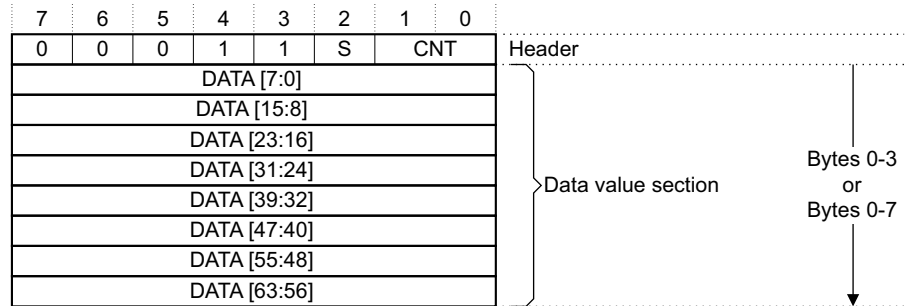 7 6 5 4 3 2 1 0
0 0 0 1 1 S CNT Header
DATA [7:0]
DATA [15:8]
DATA [23:16]
DATA [31:24]
DATA [39:32]
DATA [47:40]
DATA [55:48]
DATA [63:56]
Data value section
Bytes 0-3
or
Bytes 0-7